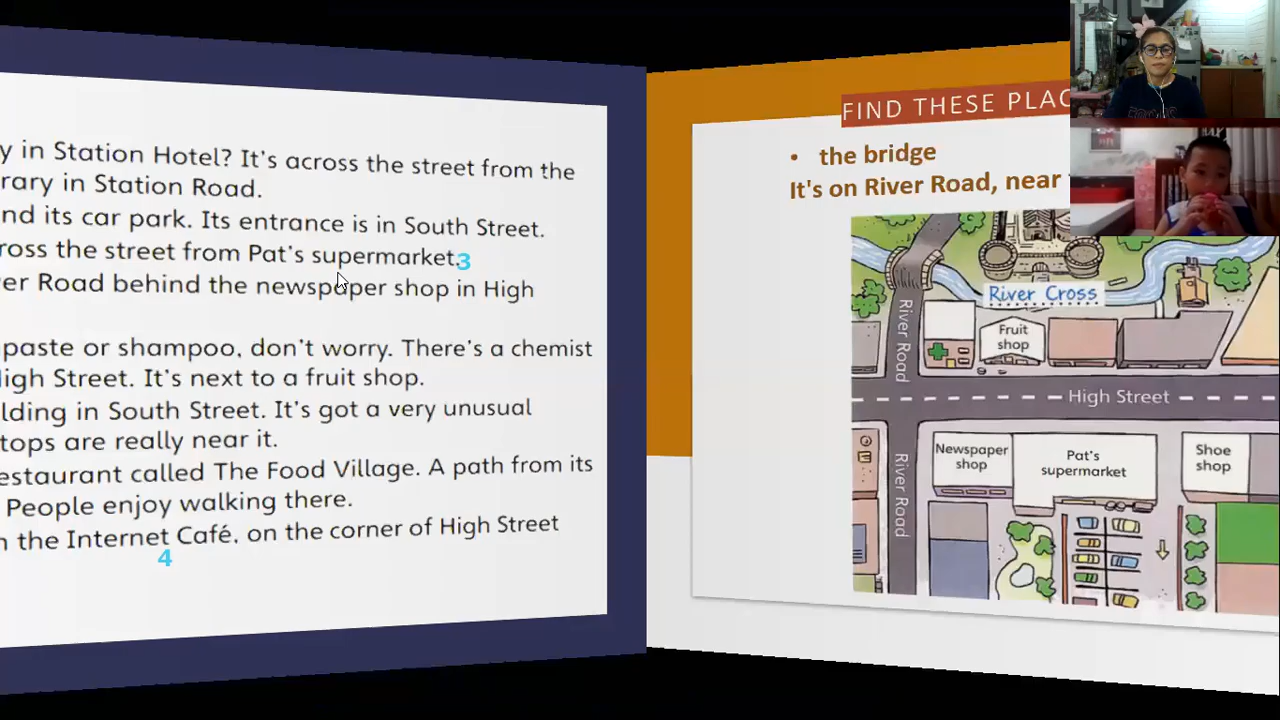 y in Station Hotel? It's across the street from the
rary in Station Road.
nd its car park. Its entrance is in South Street.
ross the street from Pat's supermarket.
3
er Road behind the newspaper shop in High
paste or shampoo, don't worry. There's a chemist
High Street. It's next to a fruit shop.
lding in South Street. It's got a very unusual
tops are really near it.
estaurant called The Food Village. A path from its
People enjoy walking there.
n the Internet Café, on the corner of High Street
4
FIND THESE PLAC
• the bridge
It's on River Road, near
River Cross
River Road
Fruit
shop
High Street
Newspaper
shop
Pat's
supermarket
Shoe
shop
River Road